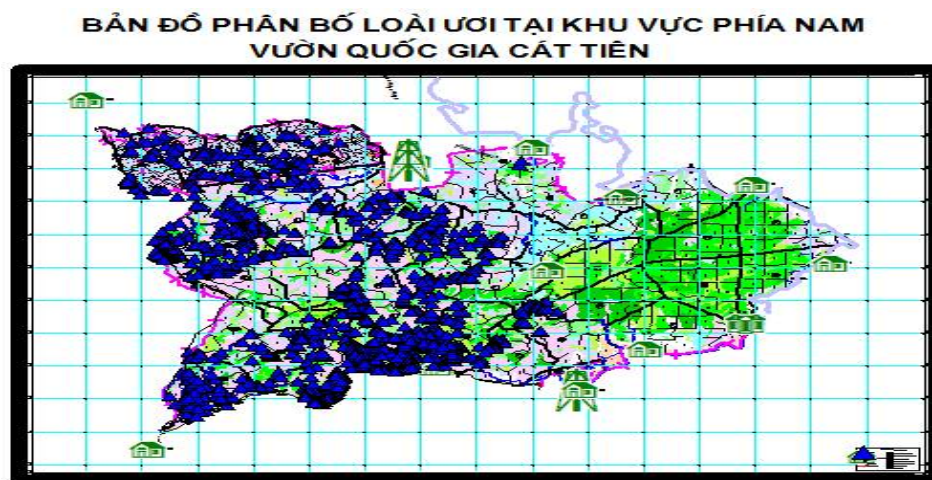 BẢN ĐỒ PHÂN BỐ LOÀI ƯƠI TẠI KHU VỰC PHÍA NAM
VƯỜN QUỐC GIA CÁT TIÊN